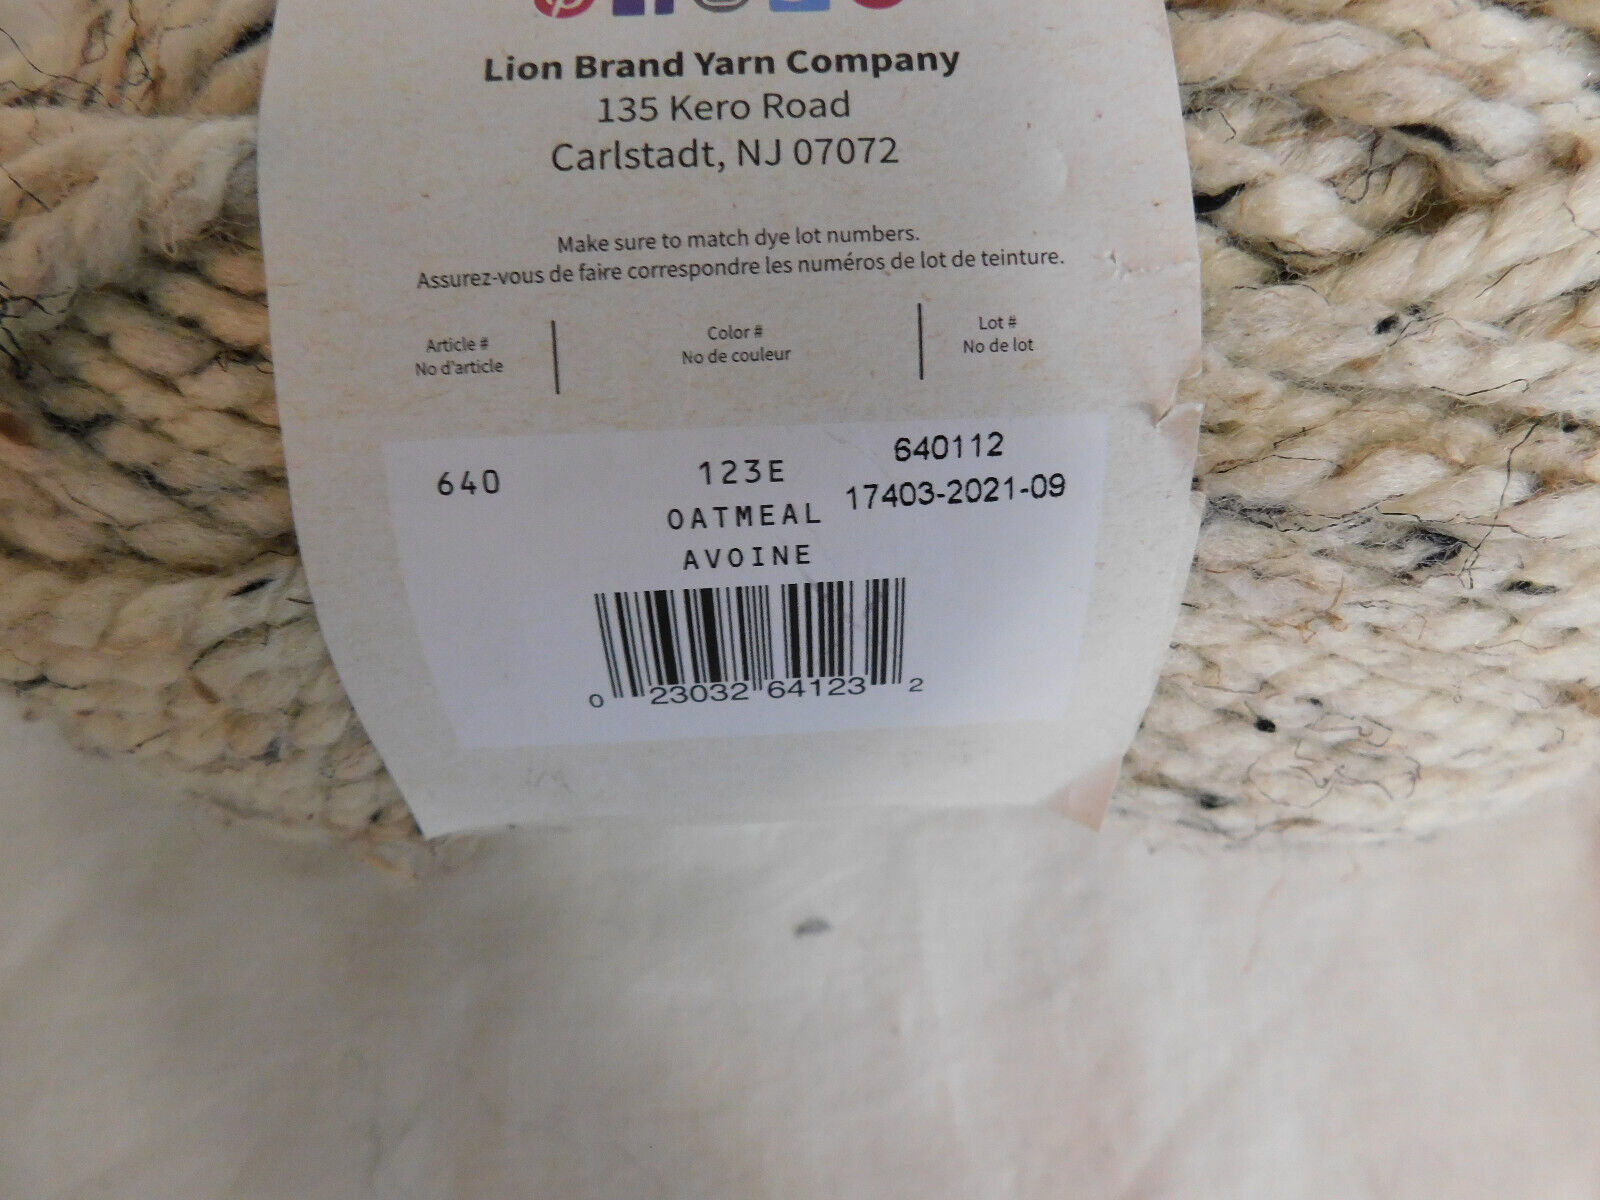 Lion Brand Yarn Company
135 Kero Road
Carlstadt, NJ 07072
Make sure to match dye lot numbers.
Assurez-vous de faire correspondre les numéros de lot de teinture.
Article #
No d'article
Color #
No de couleur
Lot #
No de lot
640
123E
OATMEAL
AVOINE
640112
17403-2021-09
0 23032 64123 2